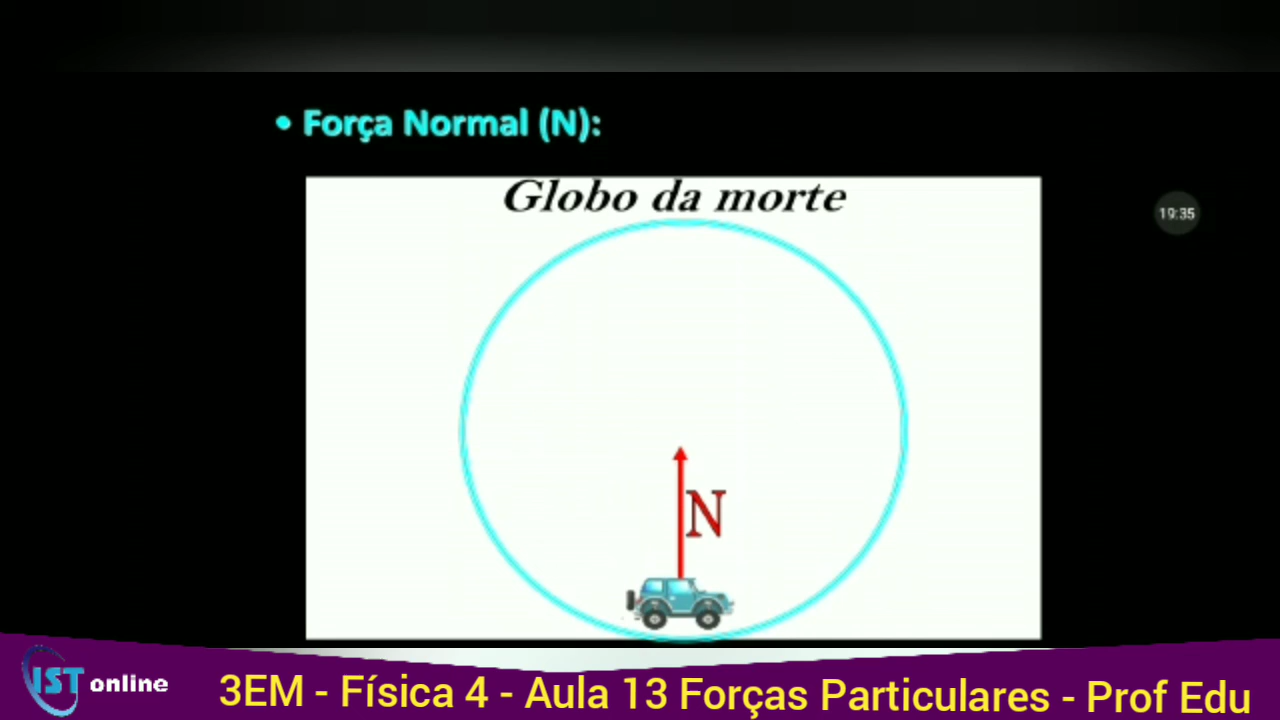 • Força Normal (N):
Globo da morte
19:35
N
IST online
3EM - Física 4 - Aula 13 Forças Particulares - Prof Edu